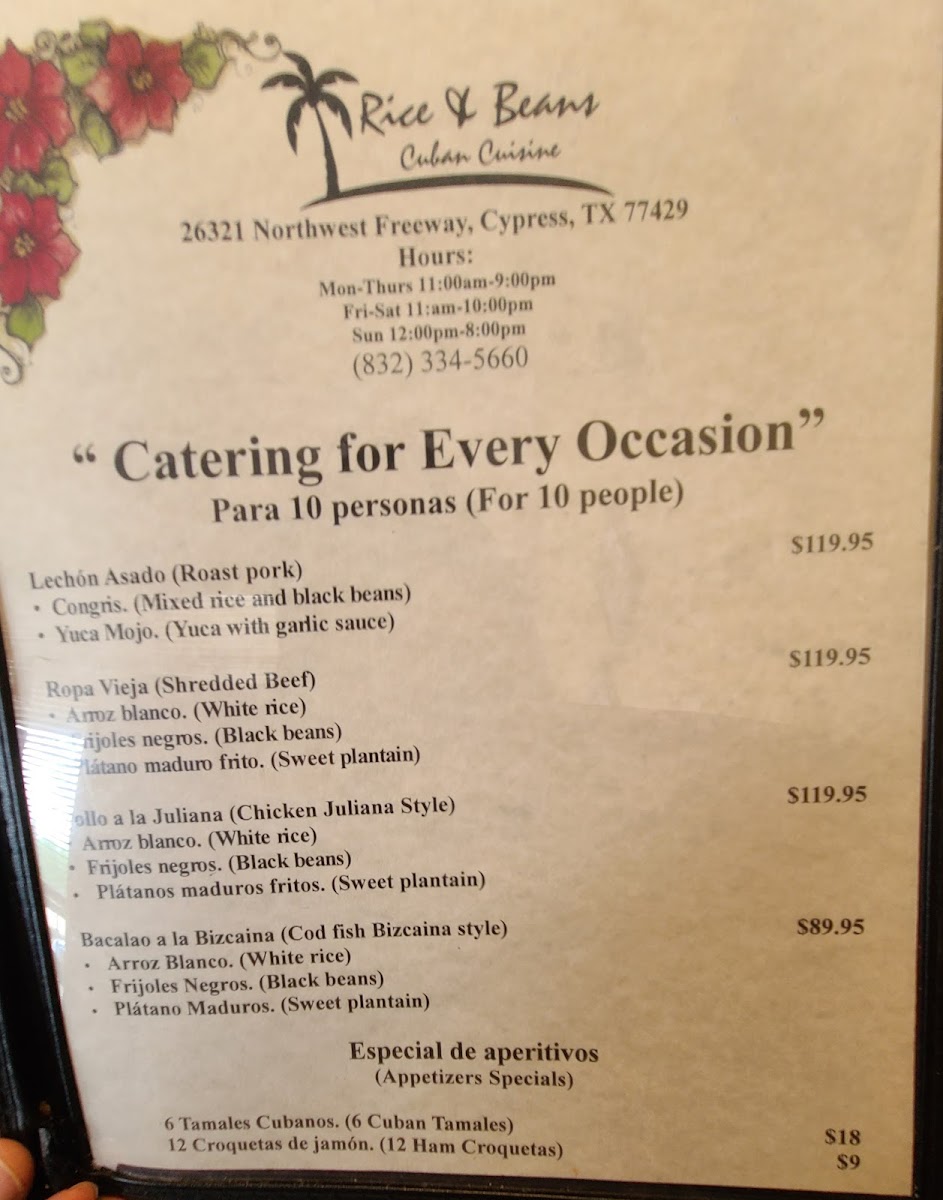 Rice & Beans
Cuban Cuisine
26321 Northwest Freeway, Cypress, TX 77429
Hours:
Mon-Thurs 11:00am-9:00pm
Fri-Sat 11:am-10:00pm
Sun 12:00pm-8:00pm
(832) 334-5660
“ Catering for Every Occasion”
Para 10 personas (For 10 people)
$119.95
Lechón Asado (Roast pork)
• Congris. (Mixed rice and black beans)
• Yuca Mojo. (Yuca with garlic sauce)
$119.95
Ropa Vieja (Shredded Beef)
• Arroz blanco. (White rice)
Frijoles negros. (Black beans)
Plátano maduro frito. (Sweet plantain)
$119.95
Pollo a la Juliana (Chicken Juliana Style)
Arroz blanco. (White rice)
• Frijoles negros. (Black beans)
• Plátanos maduros fritos. (Sweet plantain)
Bacalao a la Bizcaina (Cod fish Bizcaina style) $89.95
• Arroz Blanco. (White rice)
• Frijoles Negros. (Black beans)
• Plátano Maduros. (Sweet plantain)
Especial de aperitivos
(Appetizers Specials)
6 Tamales Cubanos. (6 Cuban Tamales) $18
12 Croquetas de jamón. (12 Ham Croquetas) $9